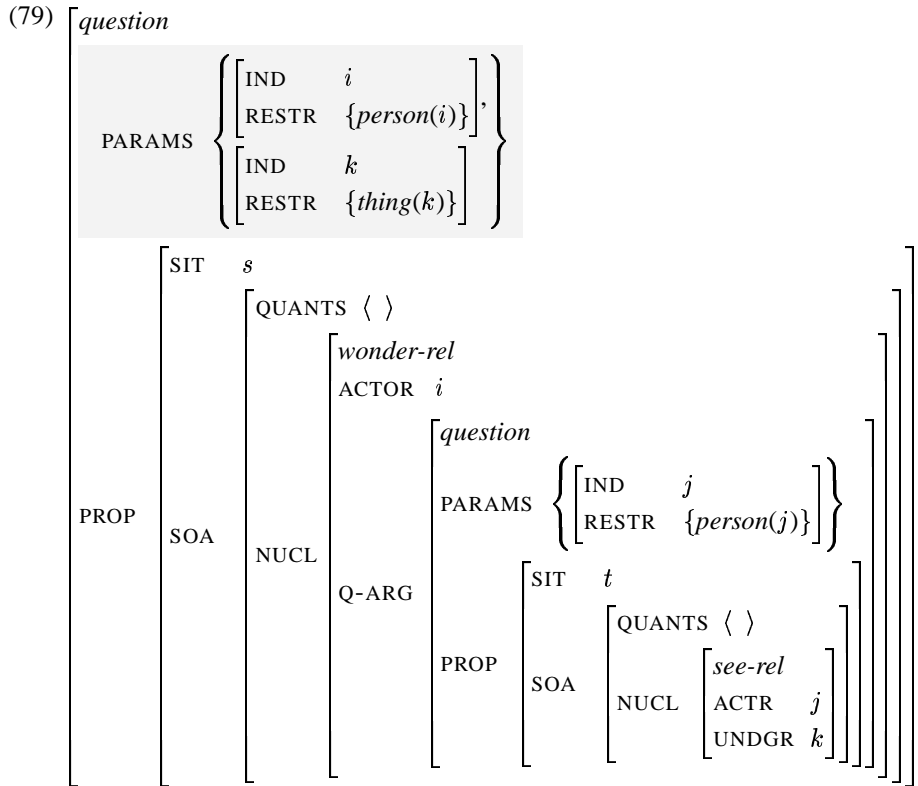 (79)
question
IND i
RESTR {person(i)} ,
PARAMS
IND k
RESTR {thing(k)}
SIT s
QUANTS ⟨ ⟩
wonder-rel
ACTOR i
question
IND j
PARAMS
RESTR {person(j)}
PROP
SOA
NUCL
Q-ARG
SIT t
QUANTS ⟨ ⟩
PROP
SOA
see-rel
NUCL ACTR j
UNDGR k